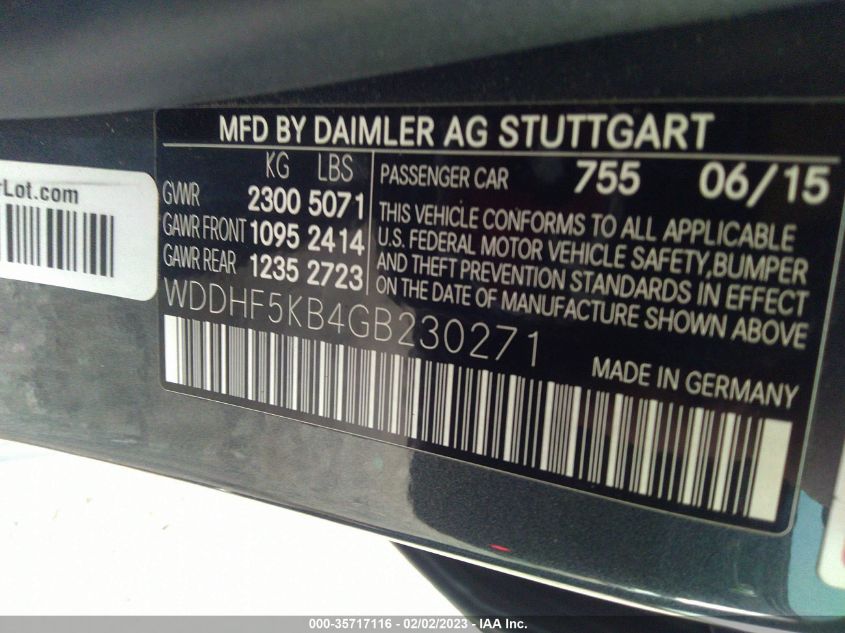 MFD BY DAIMLER AG STUTTGART
KG LBS
GVWR 2300 5071
GAWR FRONT 1095 2414
GAWR REAR 1235 2723
PASSENGER CAR 755 06/15
THIS VEHICLE CONFORMS TO ALL APPLICABLE
U.S. FEDERAL MOTOR VEHICLE SAFETY,BUMPER
AND THEFT PREVENTION STANDARDS IN EFFECT
ON THE DATE OF MANUFACTURE SHOWN ABOVE
WDDHF5KB4GB230271
MADE IN GERMANY
rLot.com
000-35717116 - 02/02/2023 - IAA Inc.